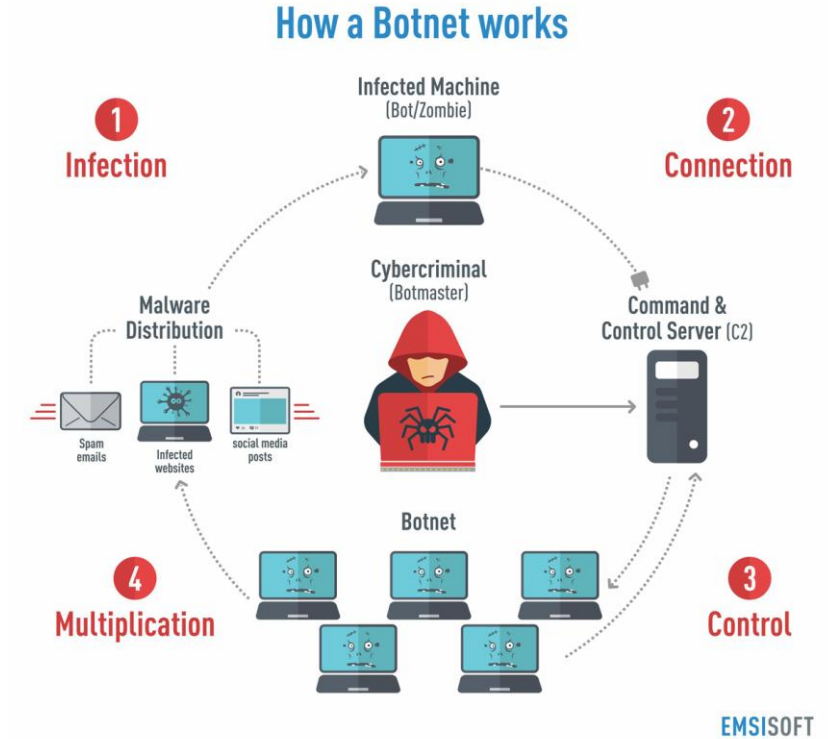 How a Botnet works
Infected Machine
(Bot/Zombie)
1
Infection
2
Connection
Cybercriminal
(Botmaster)
Malware
Distribution
Command &
Control Server (C2)
Spam
emails
Infected
websites
social media
posts
Botnet
4
Multiplication
3
Control
EMSISOFT